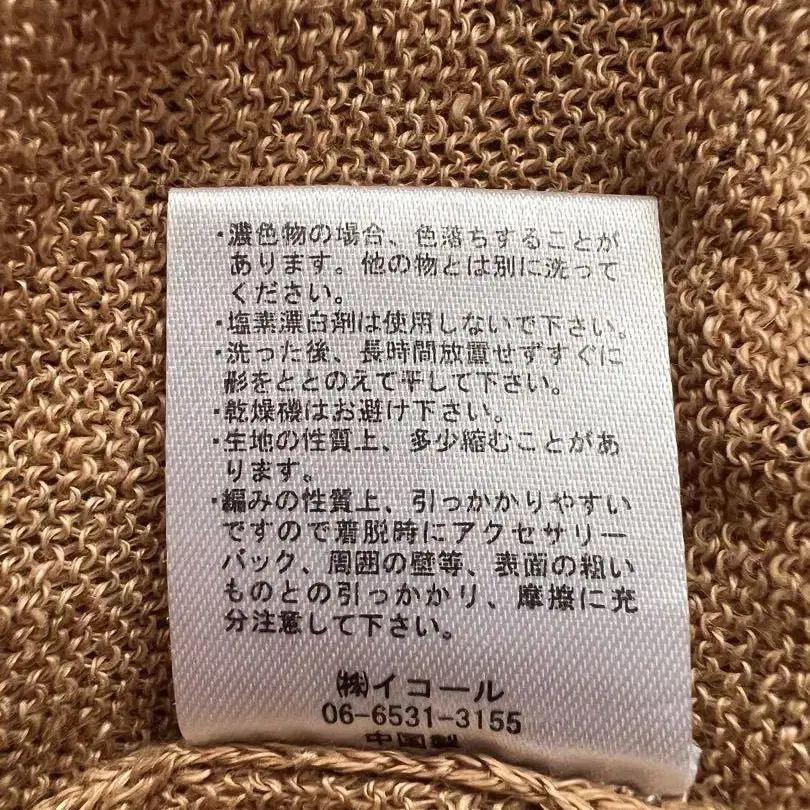 ・濃色物の場合、色落ちすることが
あります。他の物とは別に洗って
ください。
・塩素漂白剤は使用しないで下さい。
・洗った後、長時間放置せずすぐに
形をととのえて干して下さい。
・乾燥機はお避け下さい。
・生地の性質上、多少縮むことがあ
ります。
・編みの性質上、引っかかりやすい
ですので着脱時にアクセサリー
バック、周囲の壁等、表面の粗い
ものとの引っかかり、摩擦に充
分注意して下さい。
㈱イコール
06-6531-3155
中国製